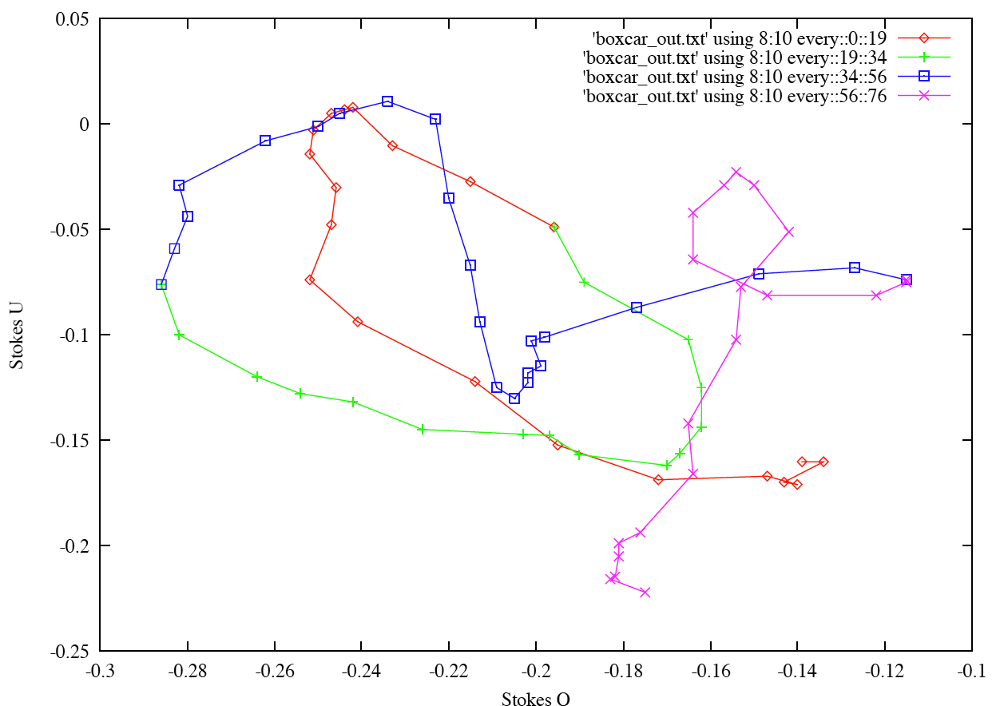 0.05
'boxcar_out.txt' using 8:10 every::0::19
'boxcar_out.txt' using 8:10 every::19::34
'boxcar_out.txt' using 8:10 every::34::56
'boxcar_out.txt' using 8:10 every::56::76
0
-0.05
-0.1
-0.15
-0.2
-0.25
Stokes U
-0.3 -0.28 -0.26 -0.24 -0.22 -0.2 -0.18 -0.16 -0.14 -0.12 -0.1
Stokes O